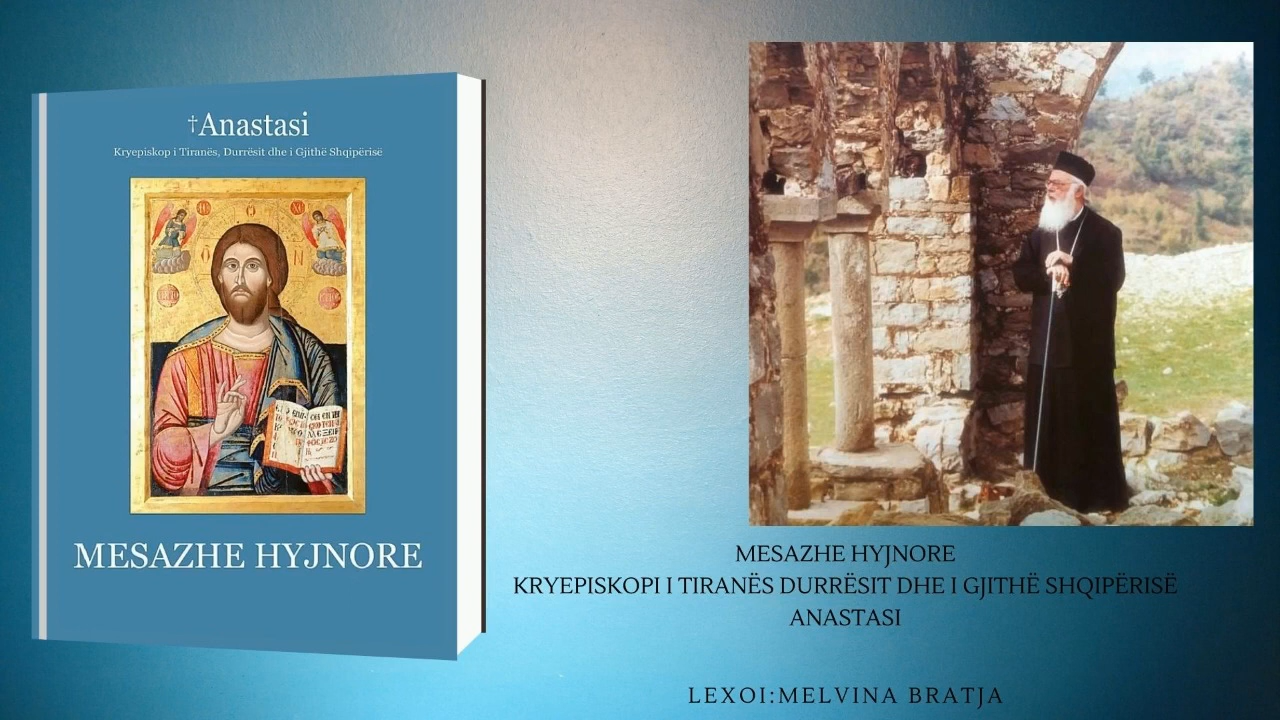 †Anastasi
Kryepiskop i Tiranës, Durrësit dhe i Gjithë Shqipërisë
MESAZHE HYJNORE
MESAZHE HYJNORE
KRYEPISKOPI I TIRANËS DURRËSIT DHE I GJITHË SHQIPËRISË
ANASTASI
LEXOI:MELVINA BRATJA